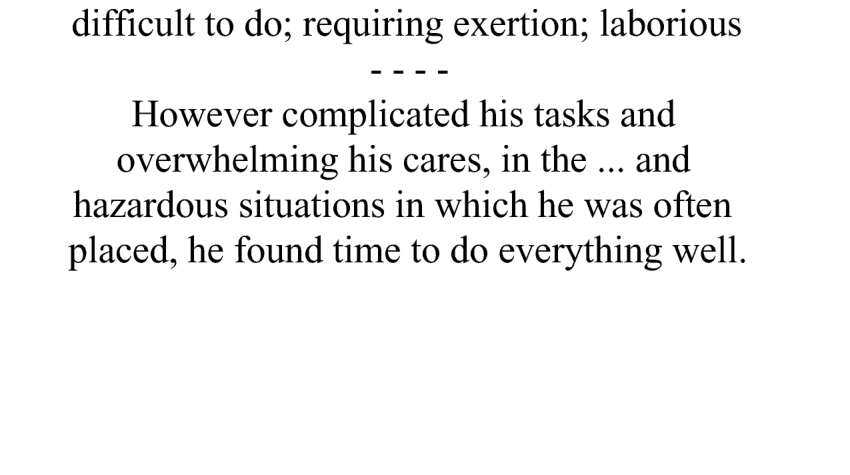 difficult to do; requiring exertion; laborious
- - - -
However complicated his tasks and
overwhelming his cares, in the ... and
hazardous situations in which he was often
placed, he found time to do everything well.